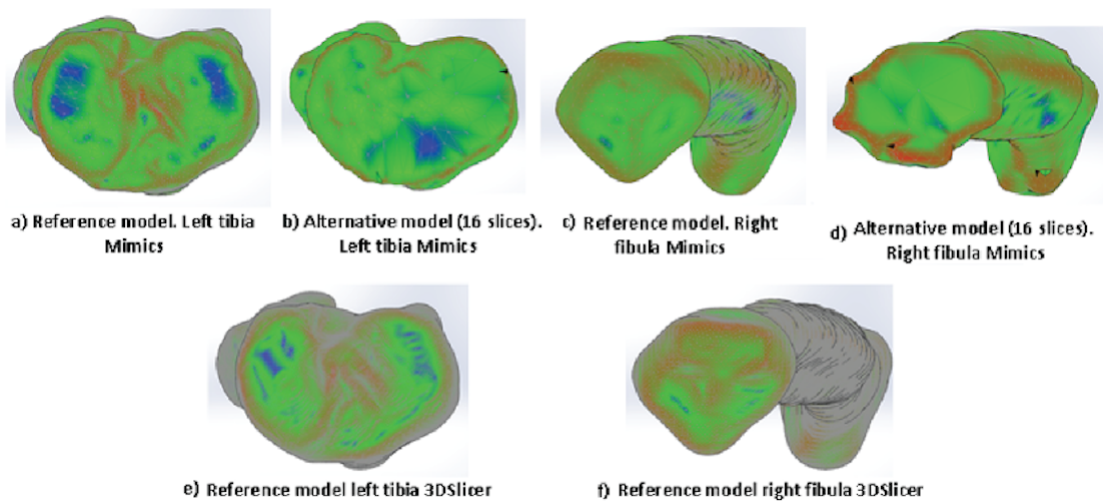 a) Reference model. Left tibia
Mimics
b) Alternative model (16 slices).
Left tibia Mimics
c) Reference model. Right
fibula Mimics
d) Alternative model (16 slices).
Right fibula Mimics
e) Reference model left tibia 3DSlicer
f) Reference model right fibula 3DSlicer